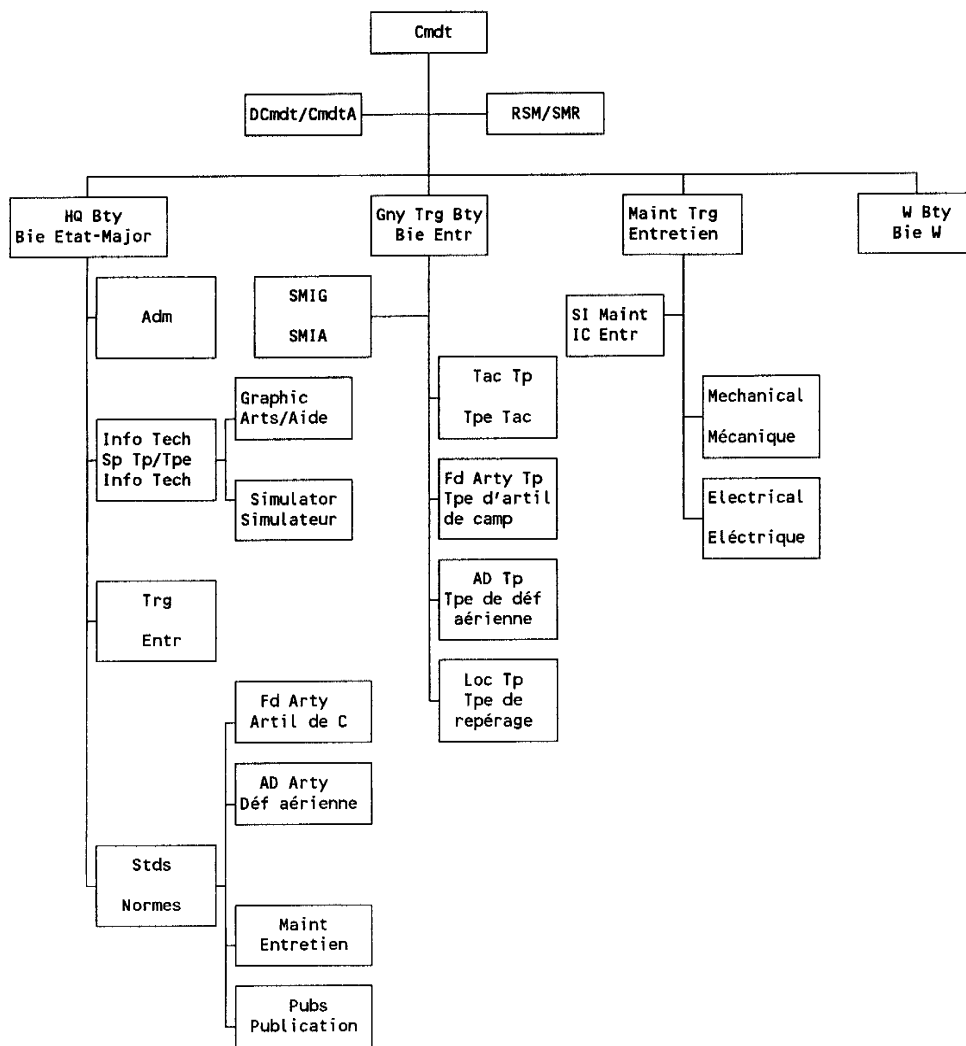 Cmdt
DCmdt/CmdtA
RSM/SMR
HQ Bty
Bie Etat-Major
Gny Trg Bty
Bie Entr
Maint Trg
Entretien
W Bty
Bie W
Adm
Info Tech
Sp Tp/Tpe
Info Tech
Graphic
Arts/Aide
Simulator
Simulateur
Trg
Entr
Stds
Normes
Fd Arty
Artil de C
AD Arty
Déf aérienne
Maint
Entretien
Pubs
Publication
SMIG
SMIA
Tac Tp
Tpe Tac
Fd Arty Tp
Tpe d'artil
de camp
AD Tp
Tpe de déf
aérienne
Loc Tp
Tpe de
repérage
SI Maint
IC Entr
Mechanical
Mécanique
Electrical
Eléctrique